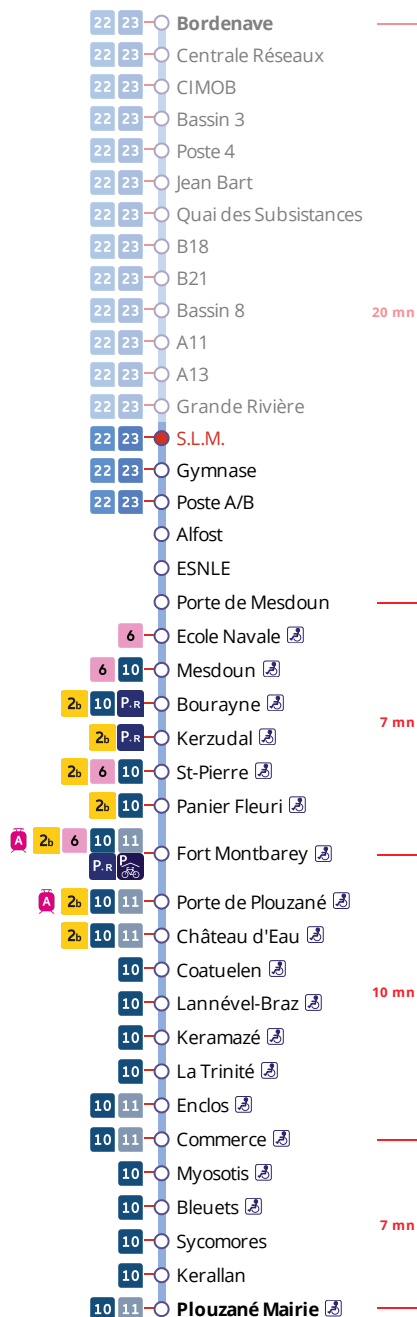 22 23 Bordenave
22 23 Centrale Réseaux
22 23 CIMOB
22 23 Bassin 3
22 23 Poste 4
22 23 Jean Bart
22 23 Quai des Subsistances
22 23 B18
22 23 B21
22 23 Bassin 8 20 mn
22 23 A11
22 23 A13
22 23 Grande Rivière
22 23 S.L.M.
22 23 Gymnase
22 23 Poste A/B
Alfost
ESNLE
Porte de Mesdoun
6 Ecole Navale
6 10 Mesdoun
2b 10 P.R Bourayne
7 mn
2b P.R Kerzudal
2b 6 10 St-Pierre
2b 10 Panier Fleuri
A 2b 6 10 11
P.R P Fort Montbarey
A 2b 10 11 Porte de Plouzané
2b 10 11 Château d'Eau
10 Coatuelen
10 mn
10 Lannével-Braz
10 Keramazé
10 La Trinité
10 11 Enclos
10 11 Commerce
10 Myosotis
10 Bleuets
7 mn
10 Sycomores
10 Kerallan
10 11 Plouzané Mairie